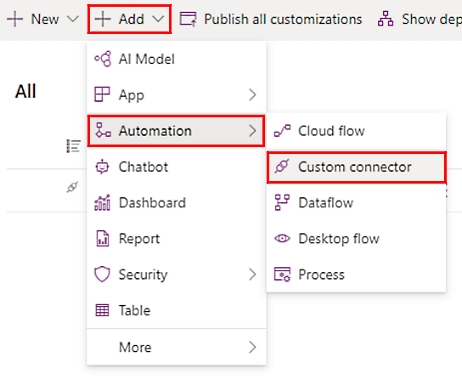 New Add Publish all customizations Show dep
All
AI Model
App
Automation
Chatbot
Dashboard
Report
Security
Table
More
Cloud flow
Custom connector
Dataflow
Desktop flow
Process